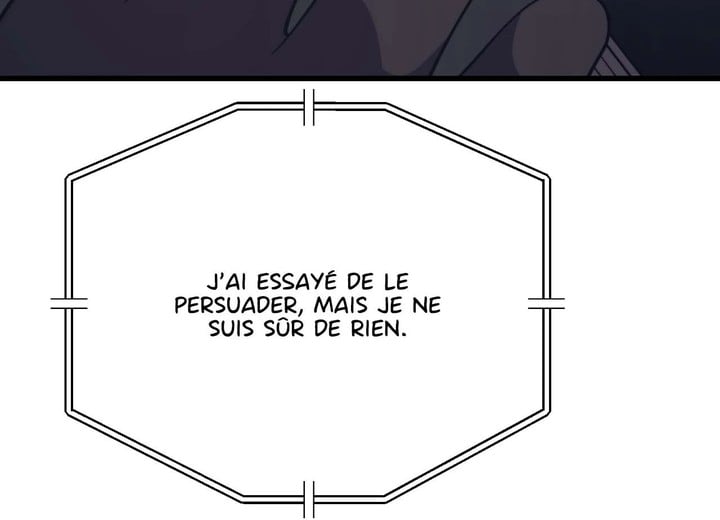 J'AI ESSAYÉ DE LE
PERSUADER, MAIS JE NE
SUIS SÛR DE RIEN.